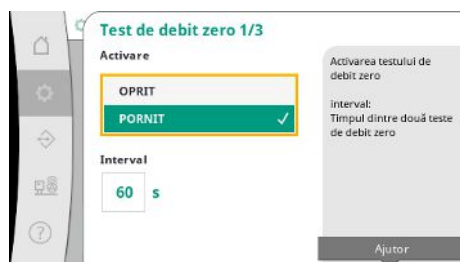 Test de debit zero 1/3
Activare
OPRIT
PORNIT
Interval
60 s
Activarea testului de
debit zero
interval:
Timpul dintre două teste
de debit zero
Ajutor